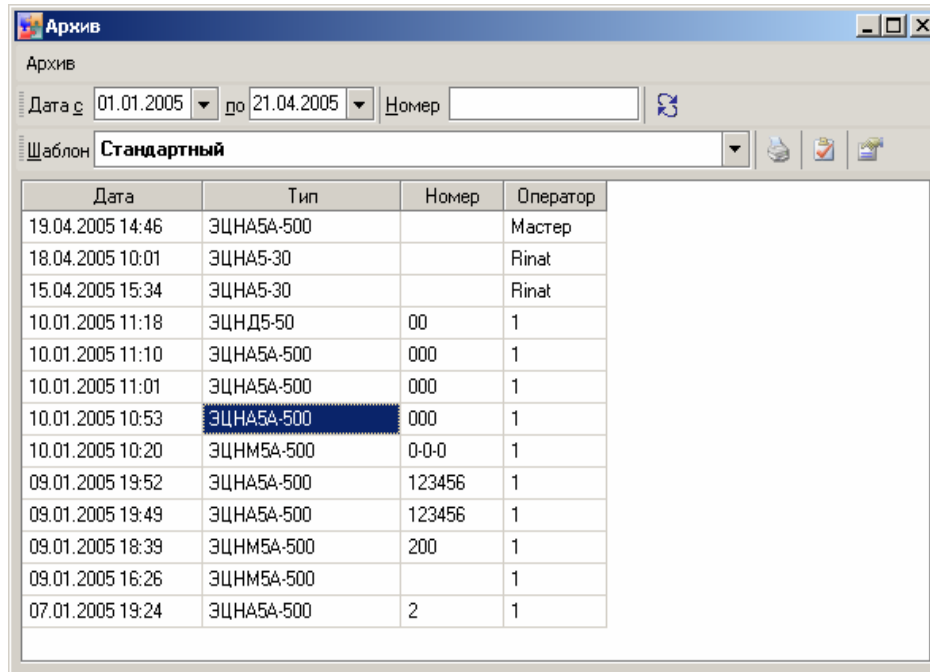 Архив
Архив
Дата с 01.01.2005 по 21.04.2005 Номер
Шаблон Стандартный
Дата Тип Номер Оператор
19.04.2005 14:46 ЭЦНА5А-500 Мастер
18.04.2005 10:01 ЭЦНА5-30 Rinat
15.04.2005 15:34 ЭЦНА5-30 Rinat
10.01.2005 11:18 ЭЦНД5-50 00 1
10.01.2005 11:10 ЭЦНА5А-500 000 1
10.01.2005 11:01 ЭЦНА5А-500 000 1
10.01.2005 10:53 ЭЦНА5А-500 000 1
10.01.2005 10:20 ЭЦНМ5А-500 0-0-0 1
09.01.2005 19:52 ЭЦНА5А-500 123456 1
09.01.2005 19:49 ЭЦНА5А-500 123456 1
09.01.2005 18:39 ЭЦНМ5А-500 200 1
09.01.2005 16:26 ЭЦНМ5А-500 1
07.01.2005 19:24 ЭЦНА5А-500 2 1